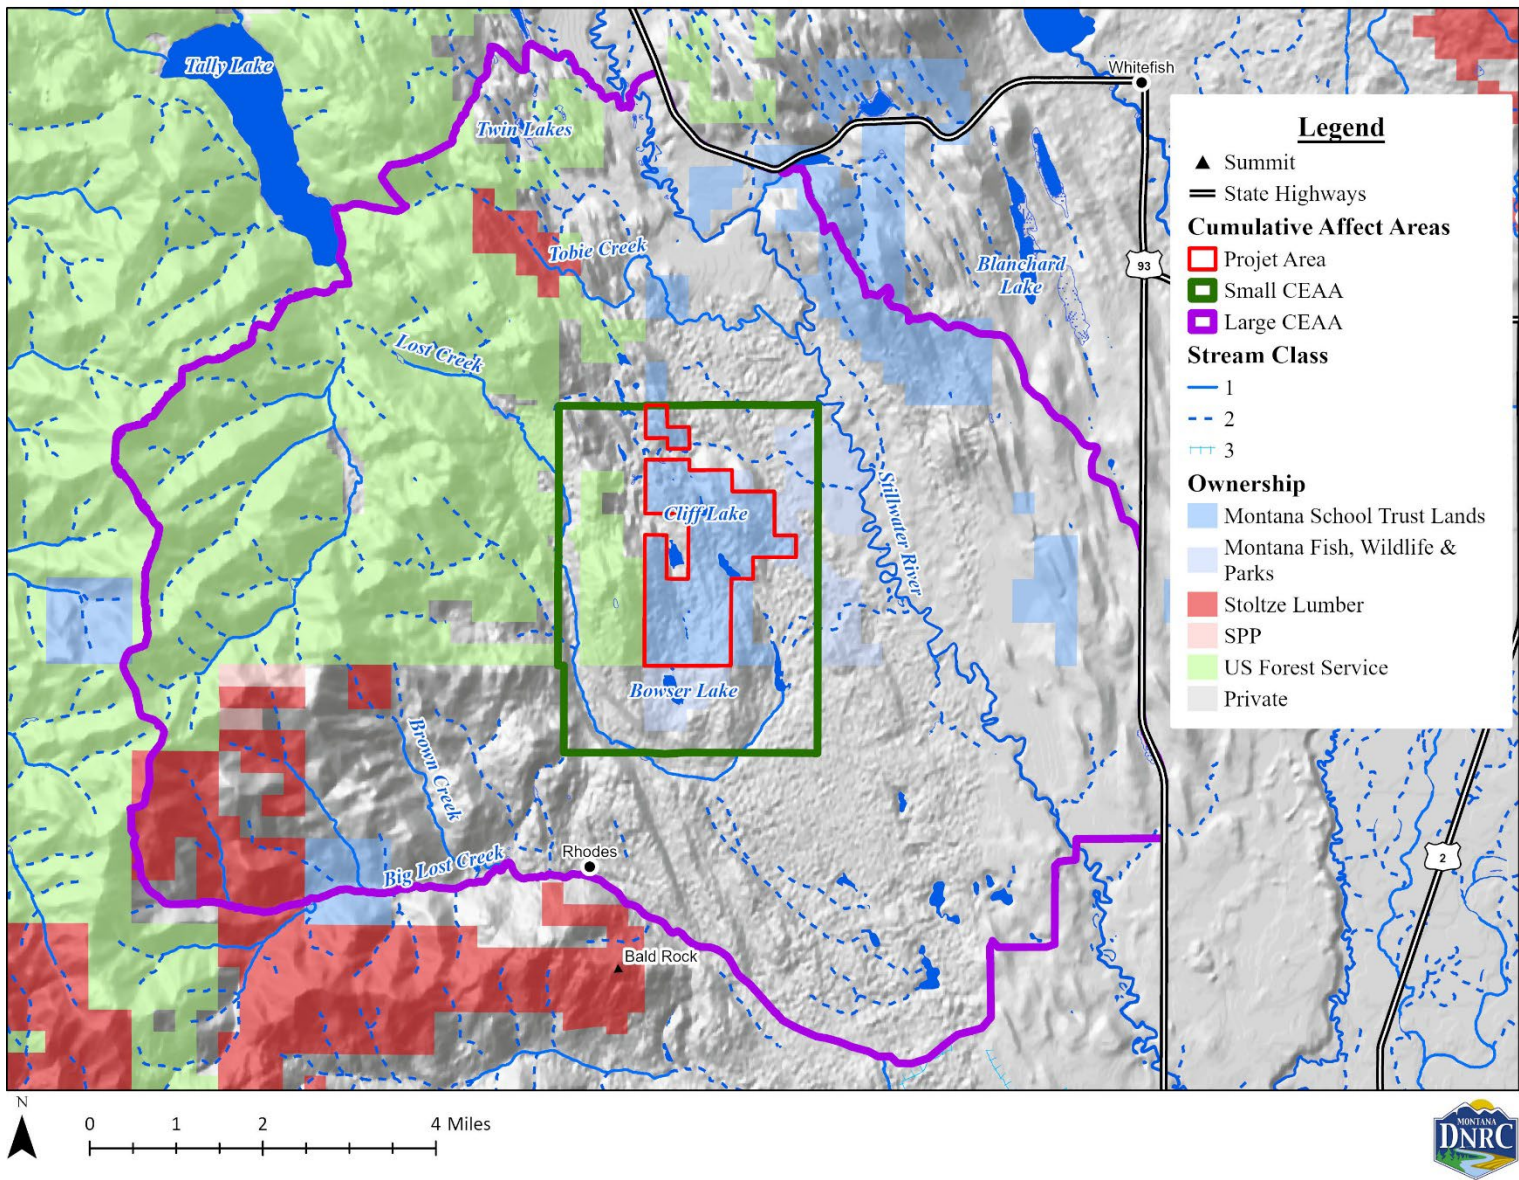 Tally Lake
Whitefish
Twin Lakes
Tobie Creek
Blanchard
Lake
93
Lost Creek
Cliff Lake
Stillwater River
Bowser Lake
Brown Creek
Big Lost Creek
Rhodes
Bald Rock
2
Legend
Summit
State Highways
Cumulative Affect Areas
Projet Area
Small CEAA
Large CEAA
Stream Class
1
2
3
Ownership
Montana School Trust Lands
Montana Fish, Wildlife &
Parks
Stoltze Lumber
SPP
US Forest Service
Private
N
0 1 2 4 Miles
MONTANA
DNRC